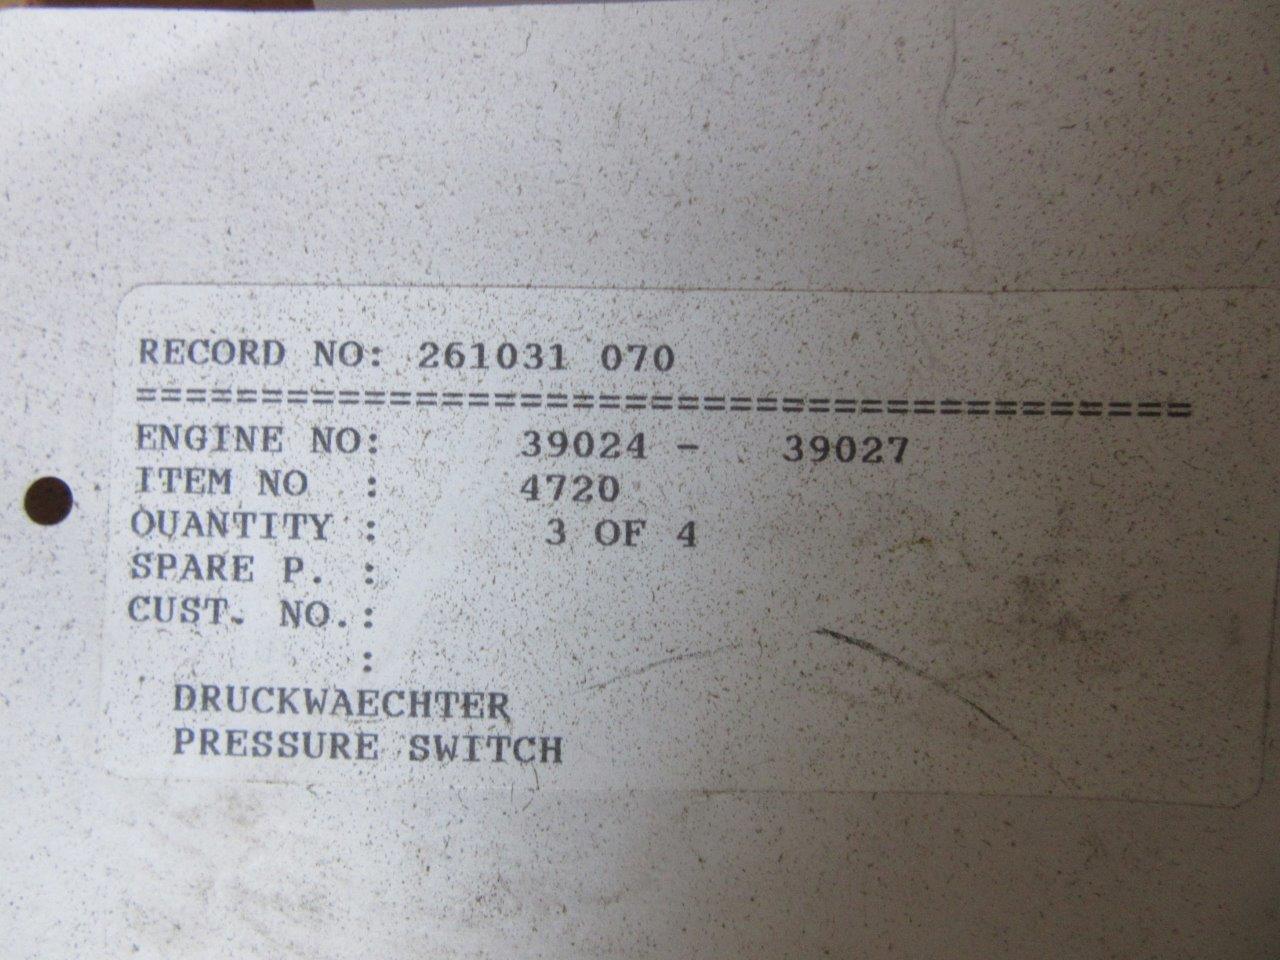 RECORD NO: 261031 070
=========================================
ENGINE NO: 39024 - 39027
ITEM NO : 4720
QUANTITY : 3 OF 4
SPARE P. :
CUST. NO.:
:
DRUCKWAECHTER
PRESSURE SWITCH